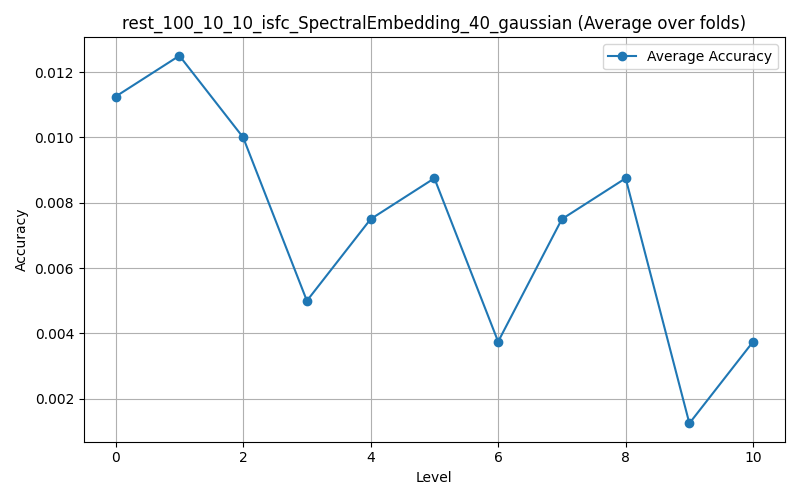 rest_100_10_10_isfc_SpectralEmbedding_40_gaussian (Average over folds)
Average Accuracy
0.012
0.010
0.008
0.006
0.004
0.002
Accuracy
0 2 4 6 8 10
Level